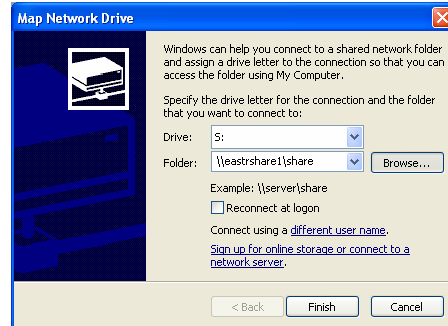 Map Network Drive
Windows can help you connect to a shared network folder
and assign a drive letter to the connection so that you can
access the folder using My Computer.
Specify the drive letter for the connection and the folder
that you want to connect to:
Drive: S:
Folder: \\eastrshare1\share Browse...
Example: \\server\share
Reconnect at logon
Connect using a different user name.
Sign up for online storage or connect to a
network server.
< Back Finish Cancel